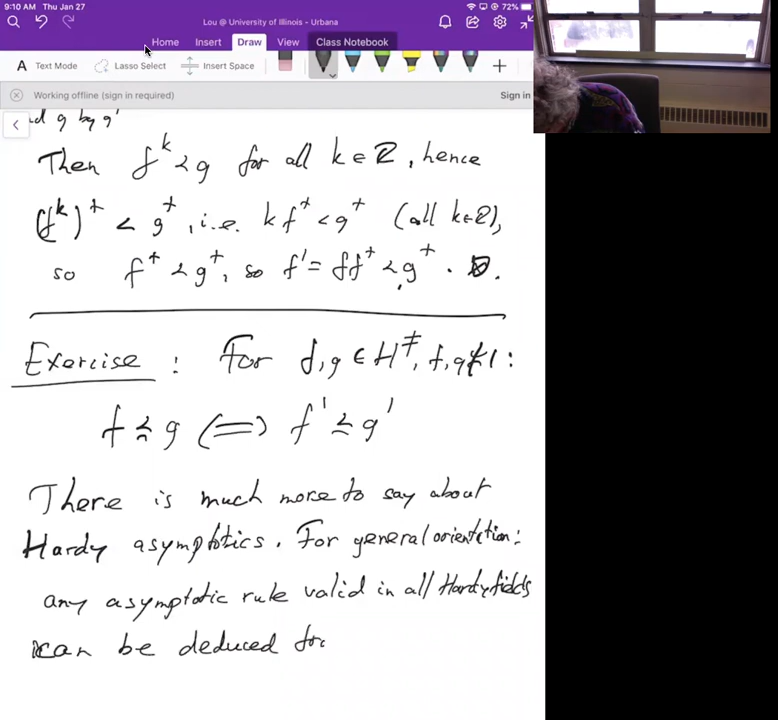 9:10 AM Thu Jan 27
72%
Lou @ University of Illinois - Urbana
Home Insert Draw View Class Notebook
A Text Mode Lasso Select Insert Space
Working offline (sign in required) Sign in
and g by g'
Then f^k ≺ g for all k ∈ Z, hence
(f^k)^† < g^†, i.e. k f^† < g^† (all k∈Z),
so f^† ≺ g^†, so f' = f f^† ≺ g^† .
Exercise : For f, g ∈ H^≠, f, g ≭ 1 :
f ≼ g ⟺ f' ≼ g'
There is much more to say about
Hardy asymptotics. For general orientation:
any asymptotic rule valid in all Hardy fields
can be deduced fro